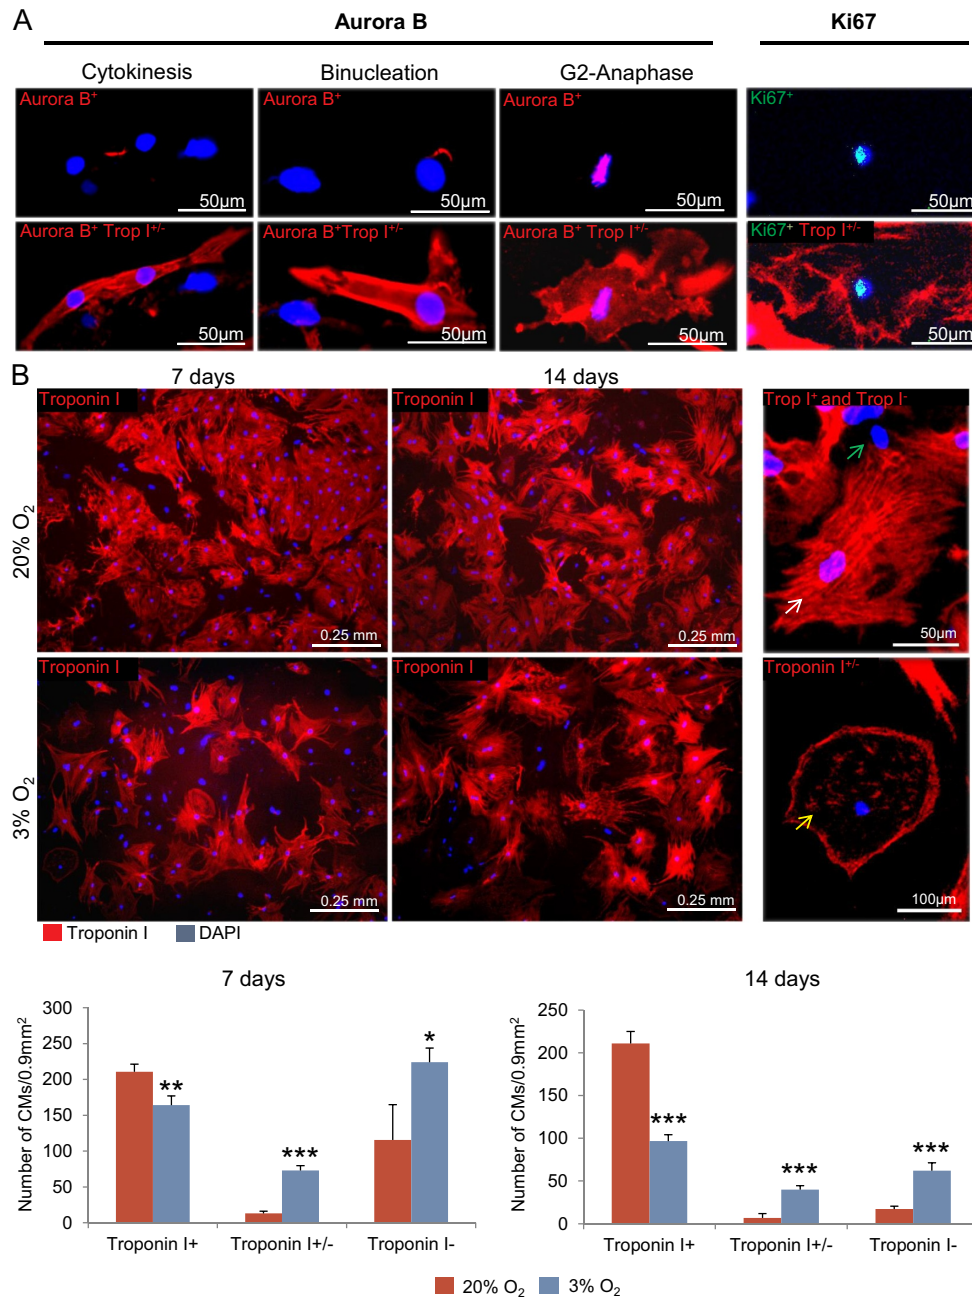 A
Aurora B
Ki67
Cytokinesis
Binucleation
G2-Anaphase
Aurora B⁺
Aurora B⁺
Aurora B⁺
Ki67⁺
50µm
50µm
50µm
50µm
Aurora B⁺ Trop I⁺/⁻
Aurora B⁺Trop I⁺/⁻
Aurora B⁺ Trop I⁺/⁻
Ki67⁺ Trop I⁺/⁻
50µm
50µm
50µm
50µm
B
7 days
14 days
20% O₂
Troponin I
Troponin I
Trop I⁺ and Trop I⁻
0.25 mm
0.25 mm
50µm
3% O₂
Troponin I
Troponin I
Troponin I⁺/⁻
0.25 mm
0.25 mm
100µm
Troponin I
DAPI
7 days
Number of CMs/0.9mm²
300
250
200
150
100
50
0
**
***
*
Troponin I+
Troponin I+/-
Troponin I-
14 days
Number of CMs/0.9mm²
250
200
150
100
50
0
***
***
***
Troponin I+
Troponin I+/-
Troponin I-
20% O₂
3% O₂